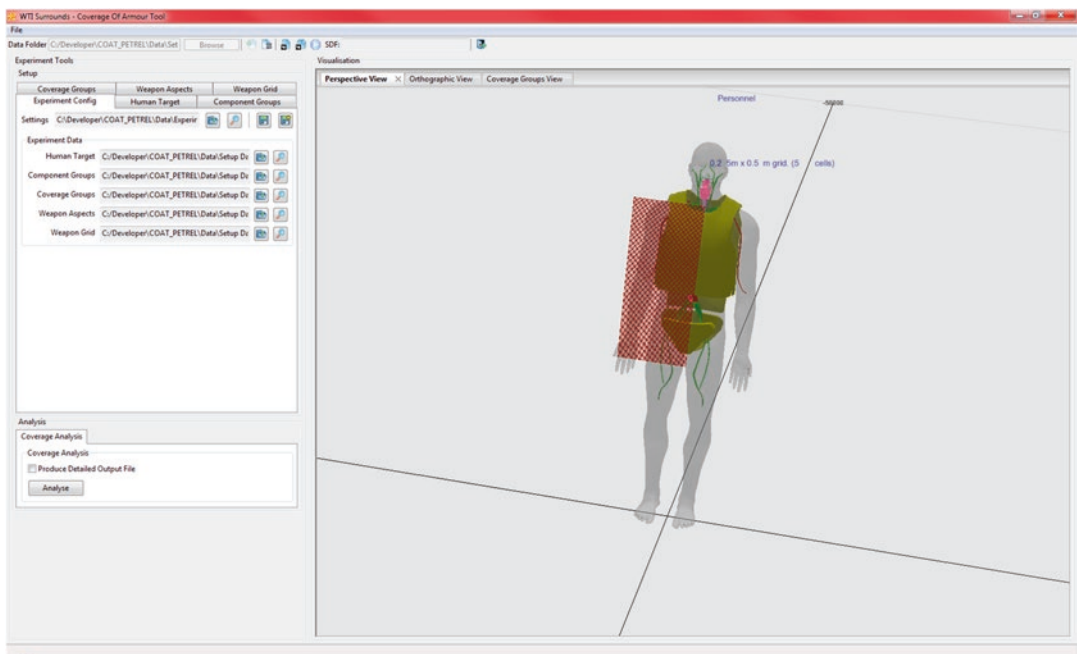 WTI Surrounds - Coverage Of Armour Tool
File
Data Folder C:/Developer/COAT_PETREL\Data\Set Browse SDF:
Experiment Tools
Visualisation
Setup
Coverage Groups Weapon Aspects Weapon Grid
Experiment Config Human Target Component Groups
Settings C:\Developer\COAT_PETREL\Data\Experir
Experiment Data
Human Target C:/Developer\COAT_PETREL\Data\Setup Da
Component Groups C:/Developer\COAT_PETREL\Data\Setup Da
Coverage Groups C:/Developer\COAT_PETREL\Data\Setup Da
Weapon Aspects C:/Developer\COAT_PETREL\Data\Setup Da
Weapon Grid C:/Developer\COAT_PETREL\Data\Setup Da
Perspective View Orthographic View Coverage Groups View
Personnel
5m x 0.5 m grid. (5 cells)
Analysis
Coverage Analysis
Coverage Analysis
Produce Detailed Output File
Analyse